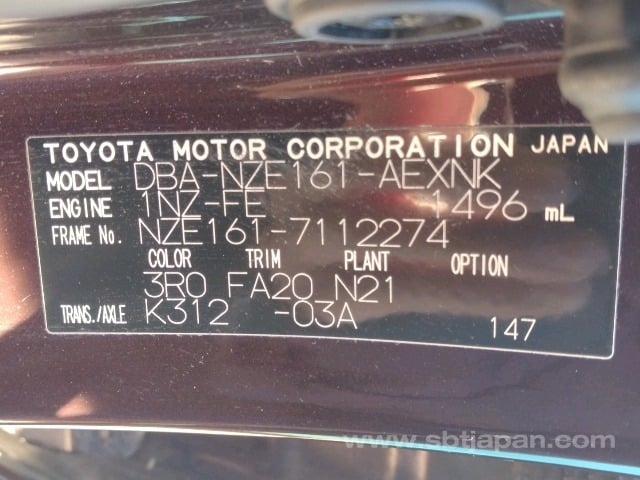 TOYOTA MOTOR CORPORATION JAPAN
MODEL DBA-NZE161-AEXNK
ENGINE 1NZ-FE 1496 mL
FRAME No. NZE161-7112274
COLOR TRIM PLANT OPTION
3R0 FA20 N21
TRANS./AXLE K312 -03A
147
www.sbtjapan.com